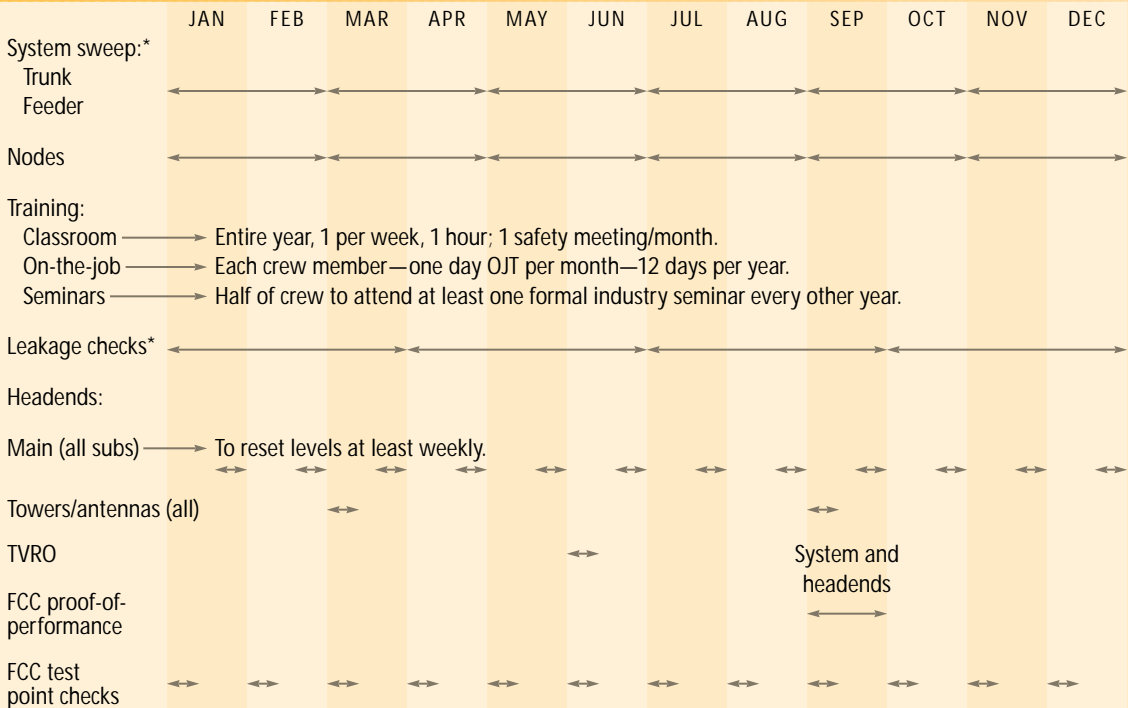 JAN FEB MAR APR MAY JUN JUL AUG SEP OCT NOV DEC
System sweep:*
Trunk
Feeder
Nodes
Training:
Classroom Entire year, 1 per week, 1 hour; 1 safety meeting/month.
On-the-job Each crew member—one day OJT per month—12 days per year.
Seminars Half of crew to attend at least one formal industry seminar every other year.
Leakage checks*
Headends:
Main (all subs) To reset levels at least weekly.
Towers/antennas (all)
TVRO System and
headends
FCC proof-of-
performance
FCC test
point checks